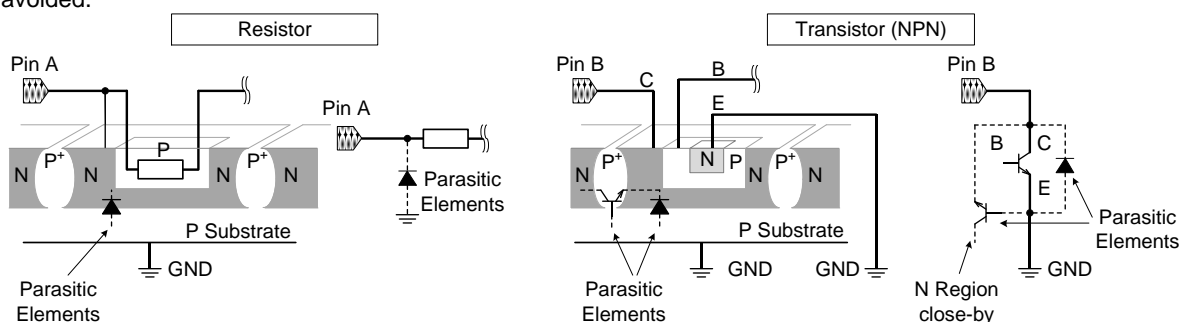 avoided.
Resistor
Transistor (NPN)
Pin A
Pin A
N
P+
N
P
N
P+
N
Parasitic
Elements
P Substrate
GND
Parasitic
Elements
Pin B
C
B
E
N
P+
N
N
P
P+
N
P Substrate
GND
GND
Parasitic
Elements
Pin B
B
C
E
Parasitic
Elements
GND
N Region
close-by